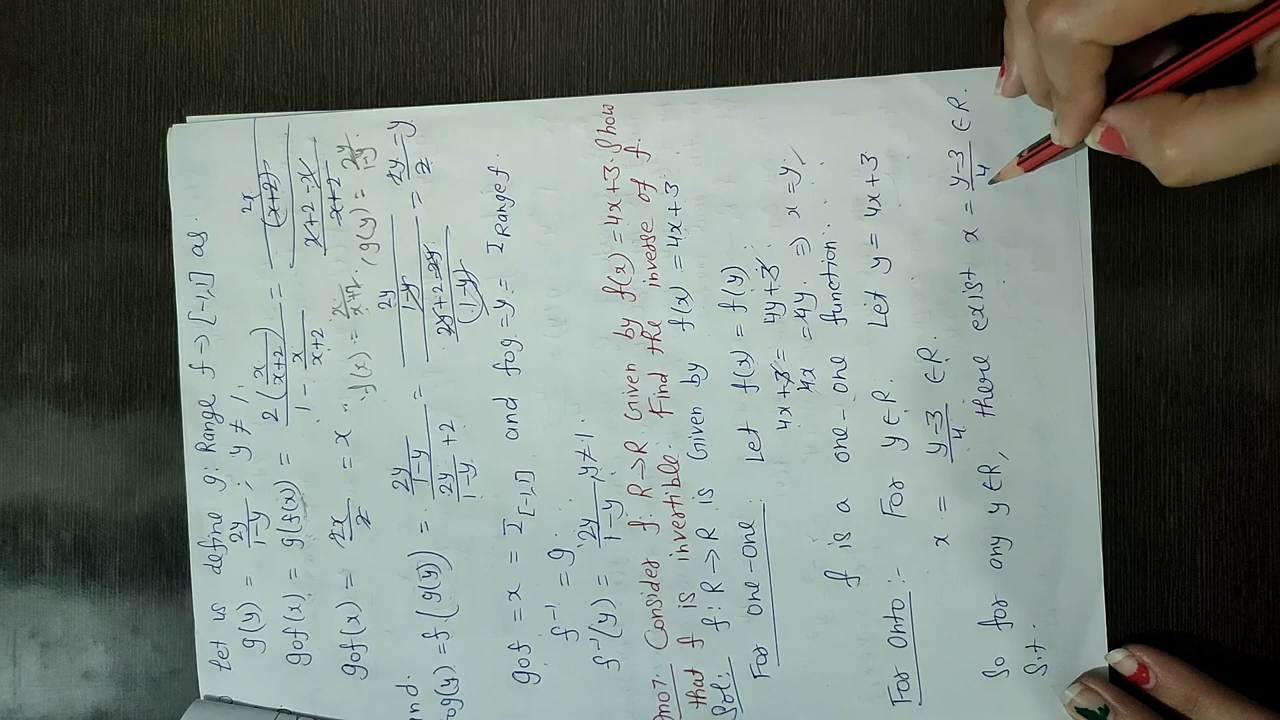 Let us define g: Range f → [-1,1] as.
g(y) = 2y/(1-y) ; y ≠ 1
gof(x) = g(f(x)) = 2(x/(x+2)) / (1 - x/(x+2)) = (2x/(x+2)) / ((x+2-x)/(x+2))
gof(x) = 2x/2 = x " f(x) = x/(x+2) , g(y) = 2y/(1-y)
and.
fog(y) = f(g(y)) = (2y/(1-y)) / (2y/(1-y) + 2) = (2y/(1-y)) / ((2y+2-2y)/(1-y)) = 2y/2 = y
gof = x = I[-1,1] and fog = y = I Range f.
f⁻¹ = g
f⁻¹(y) = 2y/(1-y) , y ≠ 1.
Consider f: R→R Given by f(x) = 4x+3. Show
that f is invertible. Find the inverse of f.
Sol: f: R→R is Given by f(x) = 4x+3
For one-one: Let f(x) = f(y)
4x+3 = 4y+3
4x = 4y ⇒ x = y
f is a one-one function.
For Onto:- For y ∈ R. Let y = 4x+3
x = (y-3)/4 ∈ R.
So for any y ∈ R, there exist x = (y-3)/4 ∈ R.
S.t.